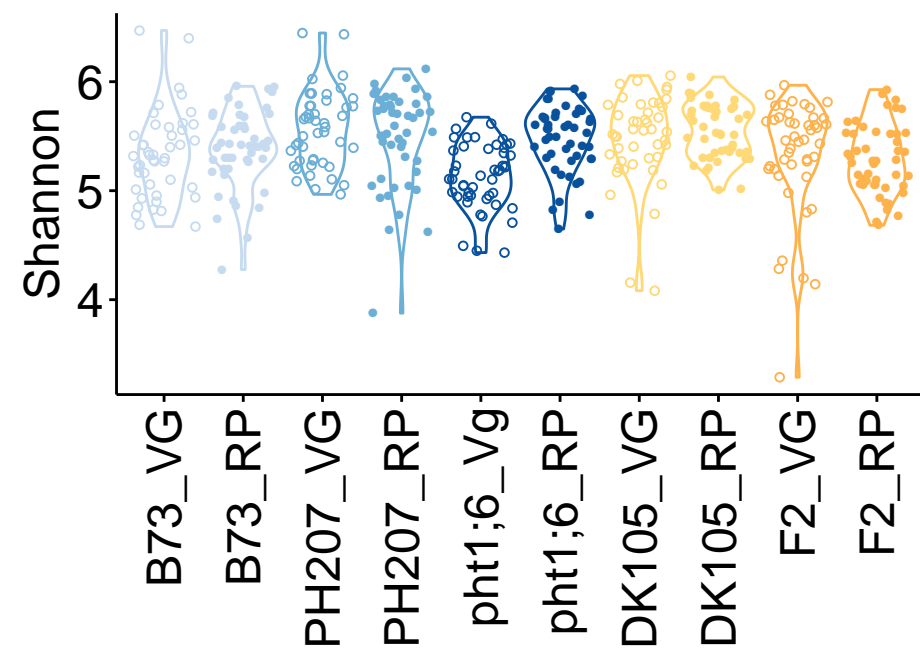 Shannon
6
5
4
B73_VG
B73_RP
PH207_VG
PH207_RP
pht1;6_Vg
pht1;6_RP
DK105_VG
DK105_RP
F2_VG
F2_RP